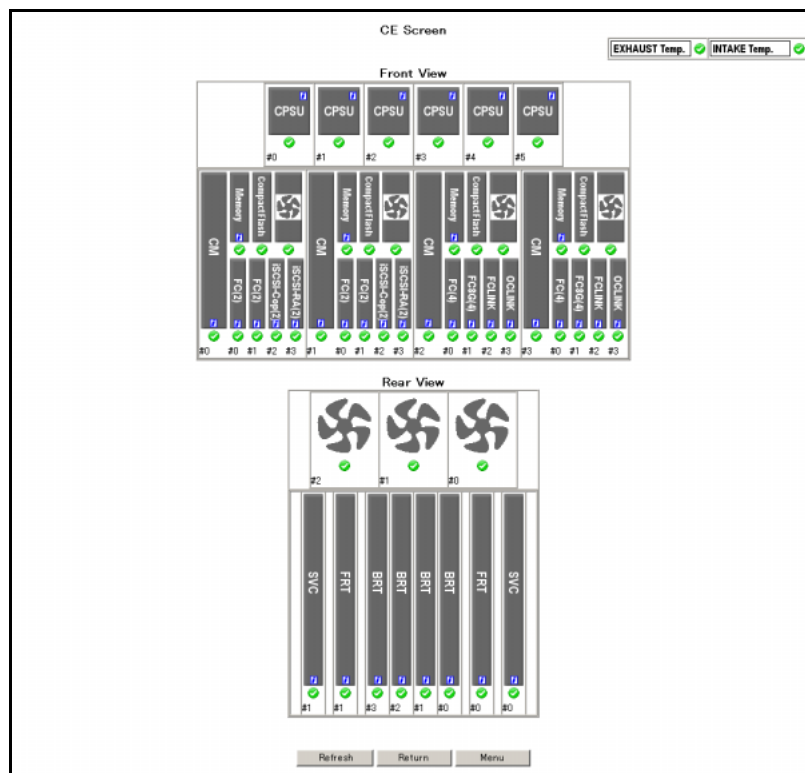 CE Screen
EXHAUST Temp. INTAKE Temp.
Front View
CPSU CPSU CPSU CPSU CPSU CPSU
#0 #1 #2 #3 #4 #5
CM Memory CompactFlash CM Memory CompactFlash CM Memory CompactFlash CM Memory CompactFlash
FC(2) FC(2) iSCSI-Cop(2) iSCSI-RA(2) FC(2) FC(2) iSCSI-Cop(2) iSCSI-RA(2) FC(4) FC8G(4) FCLINK OCLINK FC(4) FC8G(4) FCLINK OCLINK
#0 #0 #1 #2 #3 #1 #0 #1 #2 #3 #2 #0 #1 #2 #3 #3 #0 #1 #2 #3
Rear View
#2 #1 #0
SVC FRT BRT BRT BRT BRT FRT SVC
#1 #1 #3 #2 #1 #0 #0 #0
Refresh Return Menu